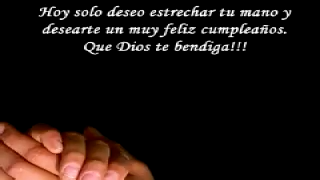 Hoy solo deseo estrechar tu mano y
desearte un muy feliz cumpleaños.
Que Dios te bendiga!!!